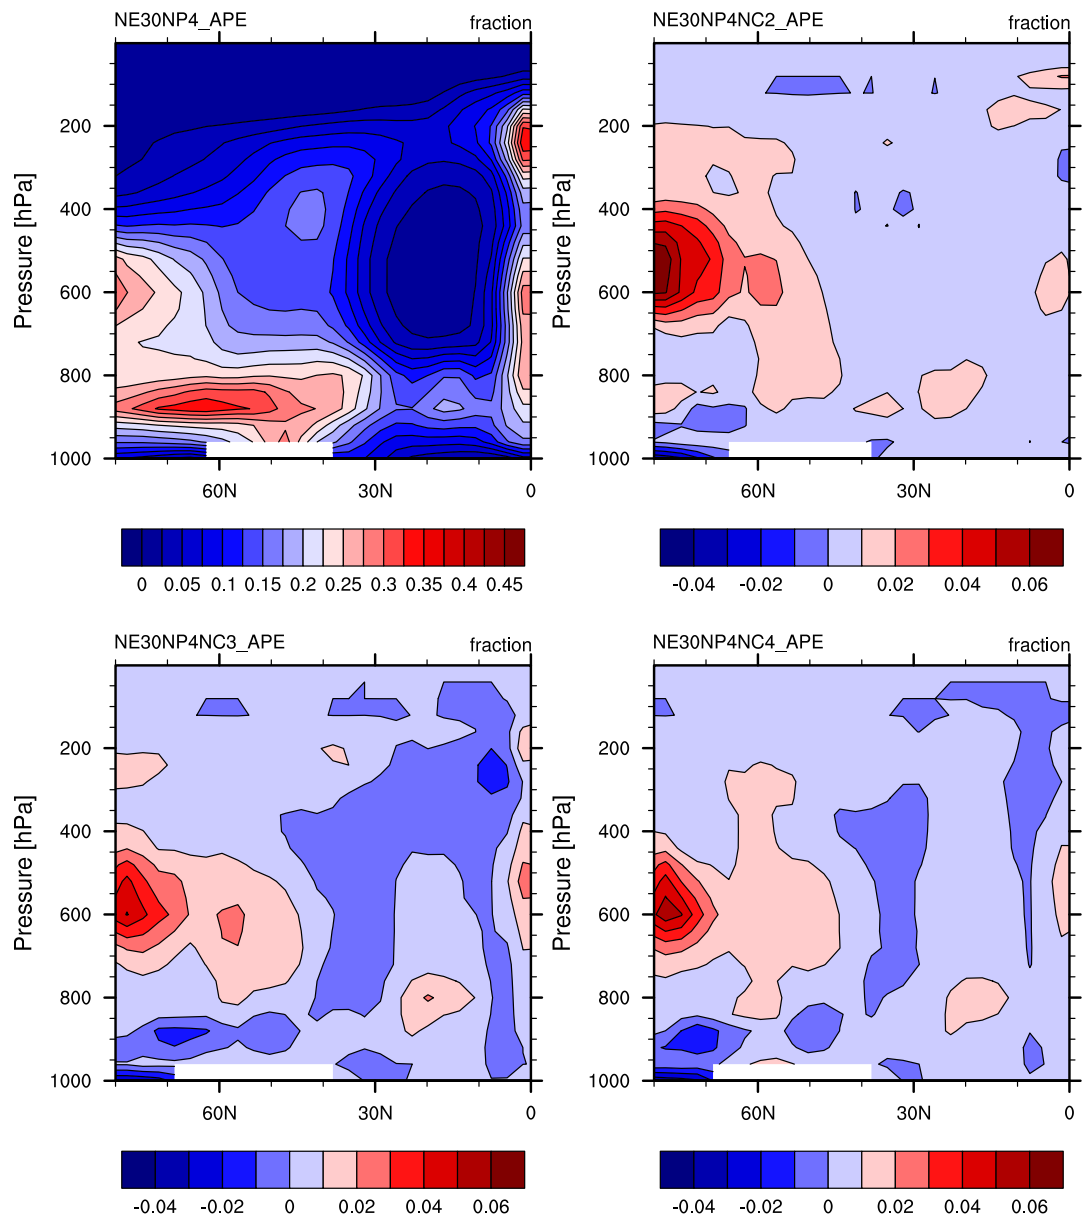 NE30NP4_APE fraction
Pressure [hPa]
200
400
600
800
1000
60N 30N 0
0 0.05 0.1 0.15 0.2 0.25 0.3 0.35 0.4 0.45
NE30NP4NC2_APE fraction
Pressure [hPa]
200
400
600
800
1000
60N 30N 0
-0.04 -0.02 0 0.02 0.04 0.06
NE30NP4NC3_APE fraction
Pressure [hPa]
200
400
600
800
1000
60N 30N 0
-0.04 -0.02 0 0.02 0.04 0.06
NE30NP4NC4_APE fraction
Pressure [hPa]
200
400
600
800
1000
60N 30N 0
-0.04 -0.02 0 0.02 0.04 0.06